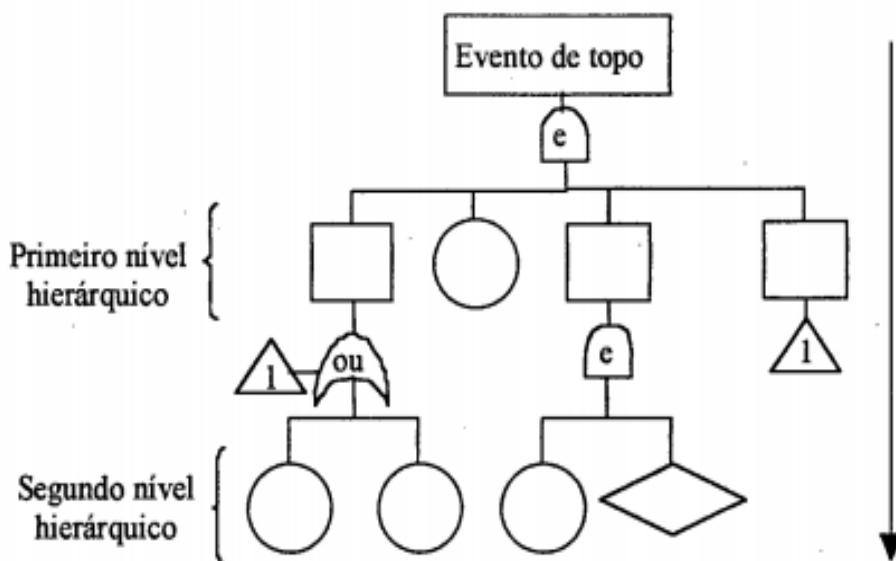 Evento de topo
e
Primeiro nível
hierárquico
1
ou
e
1
Segundo nível
hierárquico